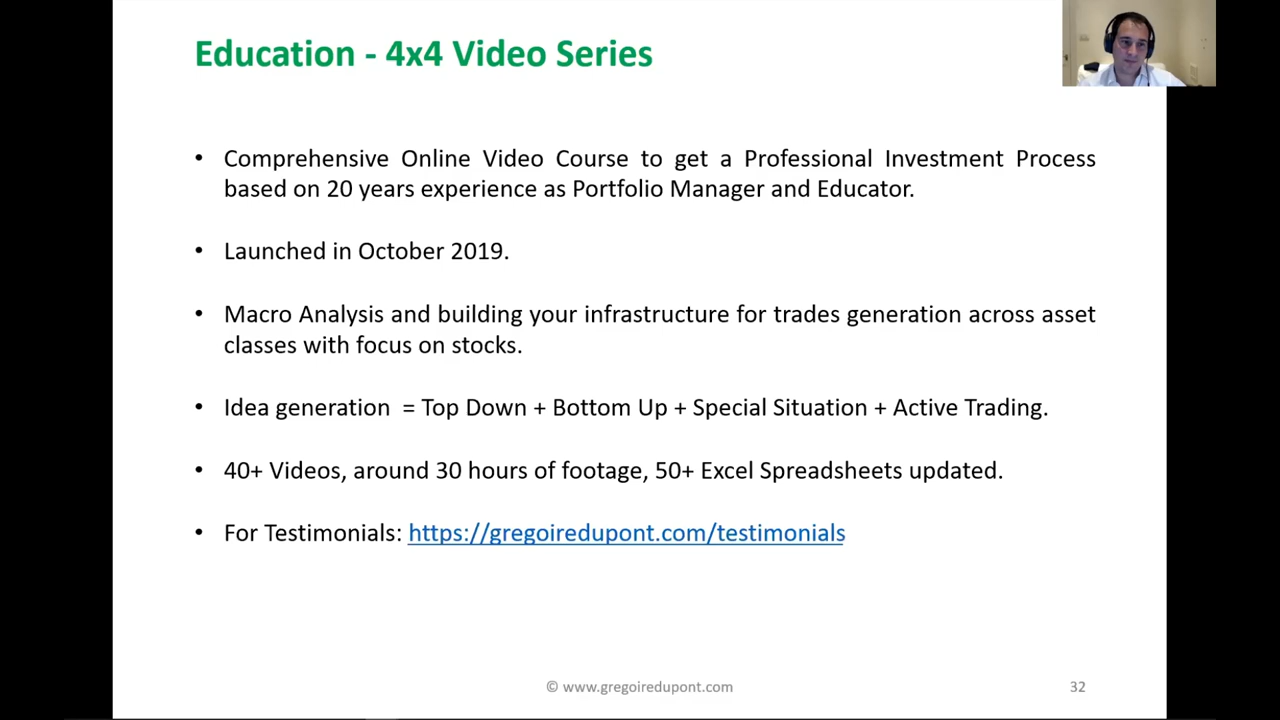 Education - 4x4 Video Series
• Comprehensive Online Video Course to get a Professional Investment Process
based on 20 years experience as Portfolio Manager and Educator.
• Launched in October 2019.
• Macro Analysis and building your infrastructure for trades generation across asset
classes with focus on stocks.
• Idea generation = Top Down + Bottom Up + Special Situation + Active Trading.
• 40+ Videos, around 30 hours of footage, 50+ Excel Spreadsheets updated.
• For Testimonials: https://gregoiredupont.com/testimonials
© www.gregoiredupont.com
32